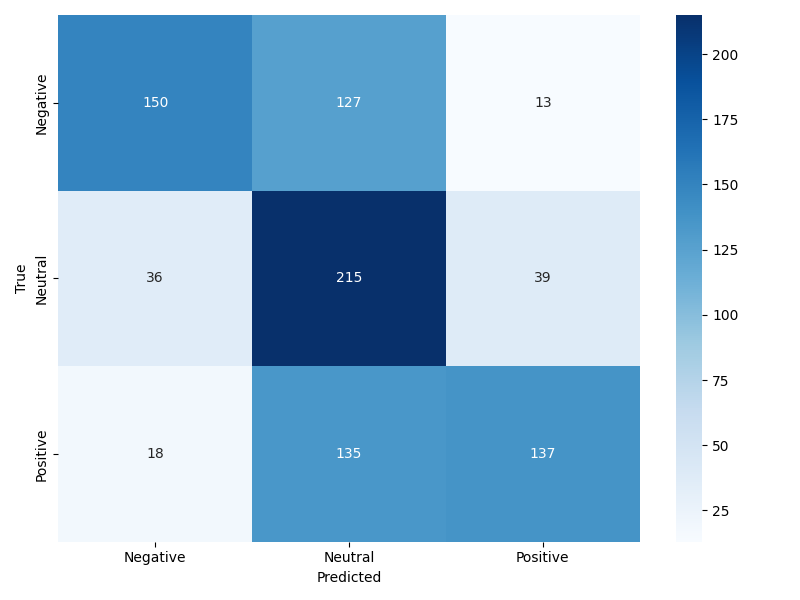 Negative 150 127 13
True
Neutral 36 215 39
Positive 18 135 137
Negative Neutral Positive
Predicted
200
175
150
125
100
75
50
25